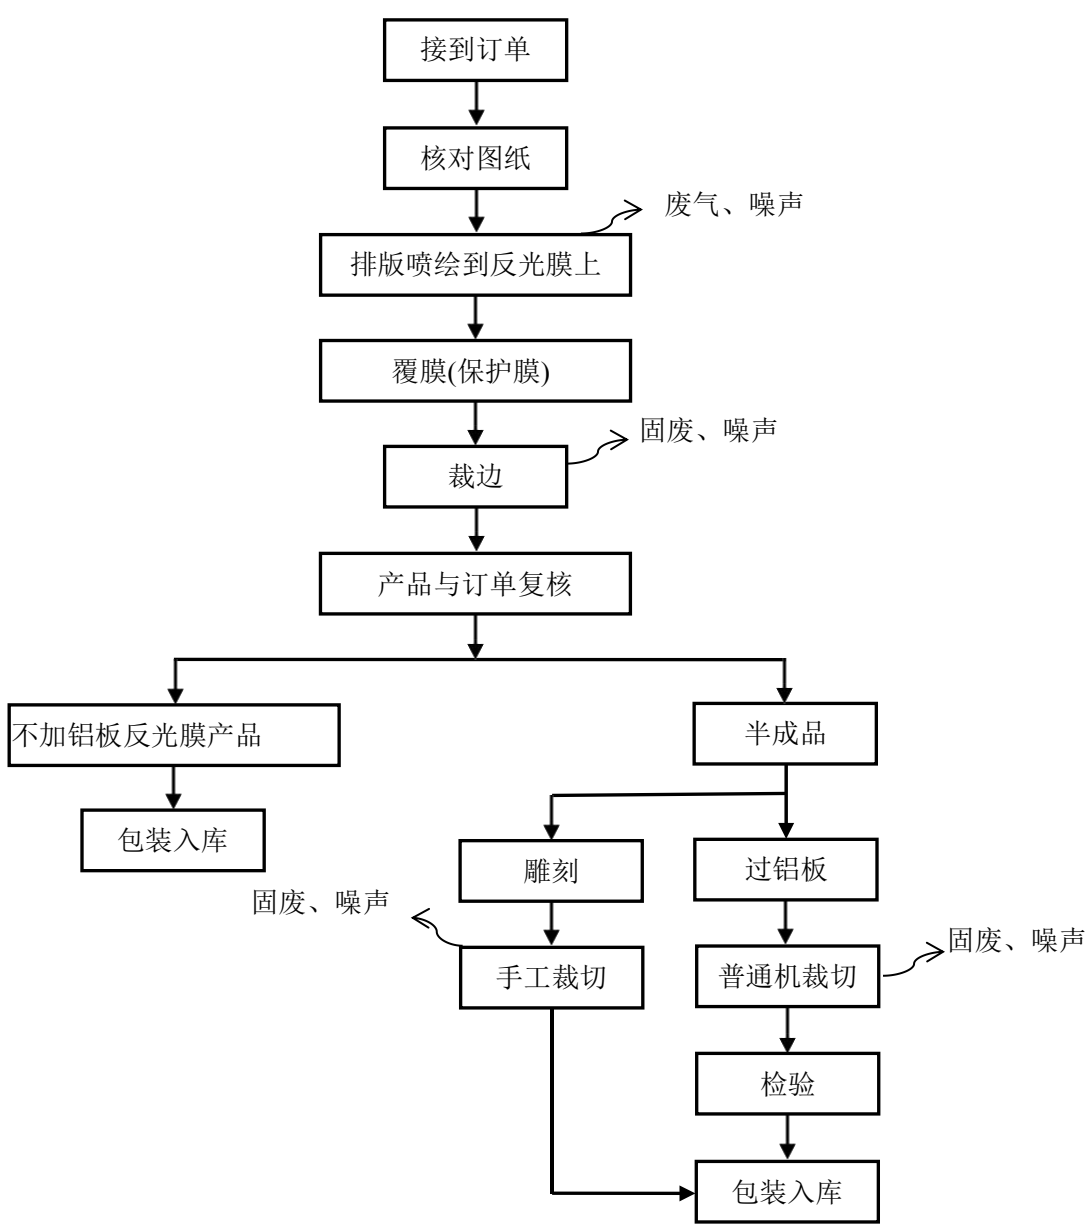 接到订单
核对图纸
废气、噪声
排版喷绘到反光膜上
覆膜(保护膜)
固废、噪声
裁边
产品与订单复核
不加铝板反光膜产品
半成品
包装入库
雕刻
过铝板
固废、噪声
手工裁切
普通机裁切
固废、噪声
检验
包装入库